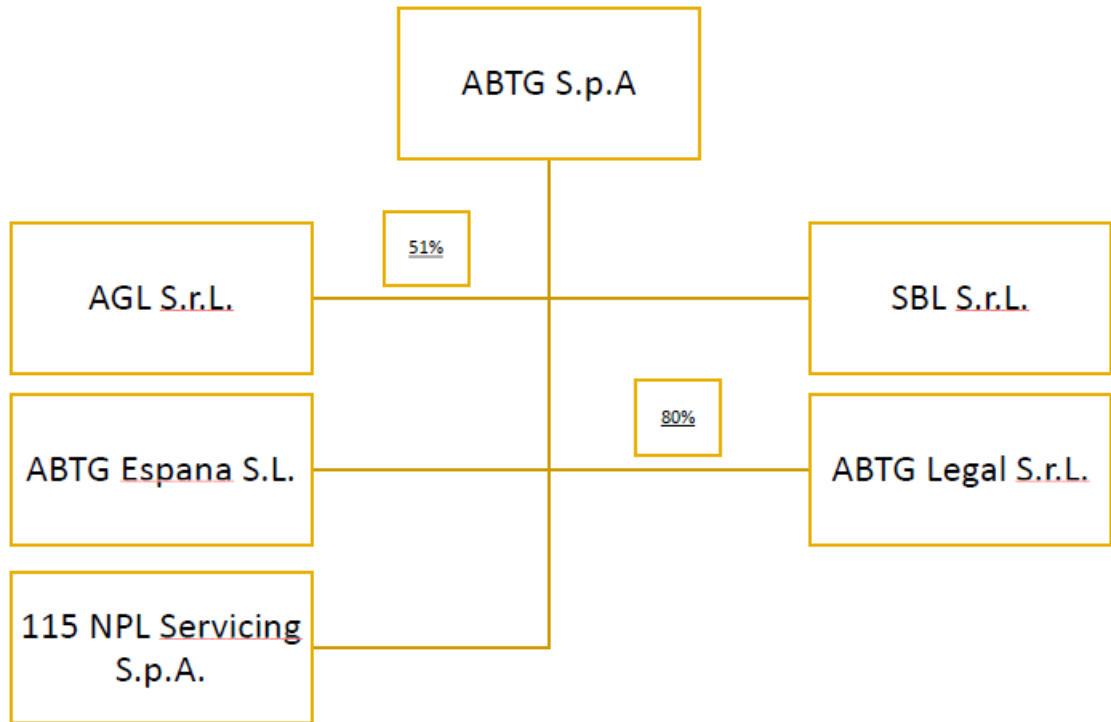 ABTG S.p.A
51%
AGL S.r.L.
SBL S.r.L.
80%
ABTG Espana S.L.
ABTG Legal S.r.L.
115 NPL Servicing
S.p.A.